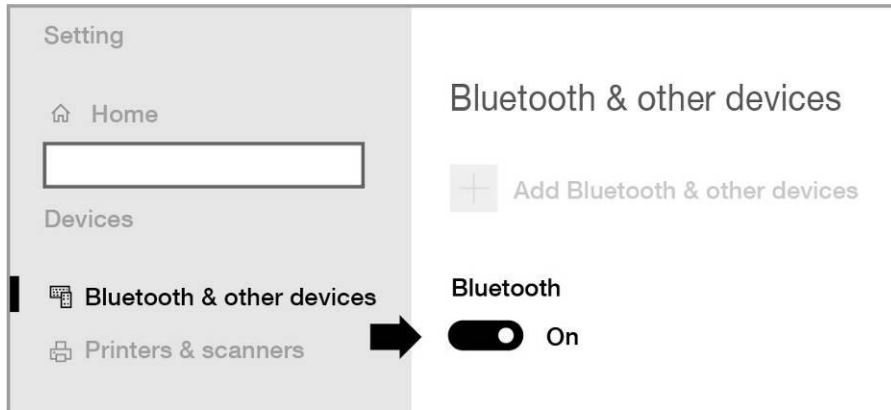 Setting
Home
Devices
Bluetooth & other devices
Printers & scanners
Bluetooth & other devices
Add Bluetooth & other devices
Bluetooth
On